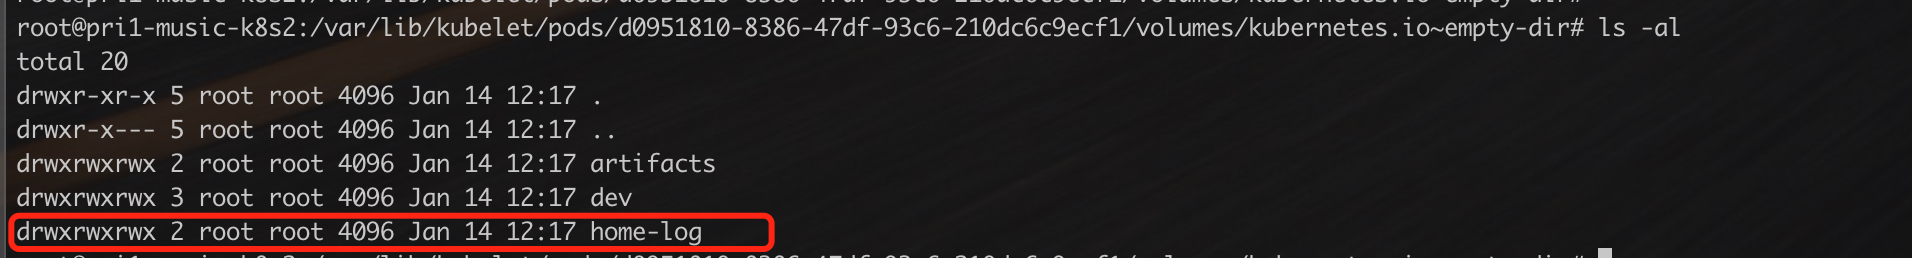 root@pri1-music-k8s2:/var/lib/kubelet/pods/d0951810-8386-47df-93c6-210dc6c9ecf1/volumes/kubernetes.io~empty-dir# ls -al
total 20
drwxr-xr-x 5 root root 4096 Jan 14 12:17 .
drwxr-x--- 5 root root 4096 Jan 14 12:17 ..
drwxrwxrwx 2 root root 4096 Jan 14 12:17 artifacts
drwxrwxrwx 3 root root 4096 Jan 14 12:17 dev
drwxrwxrwx 2 root root 4096 Jan 14 12:17 home-log